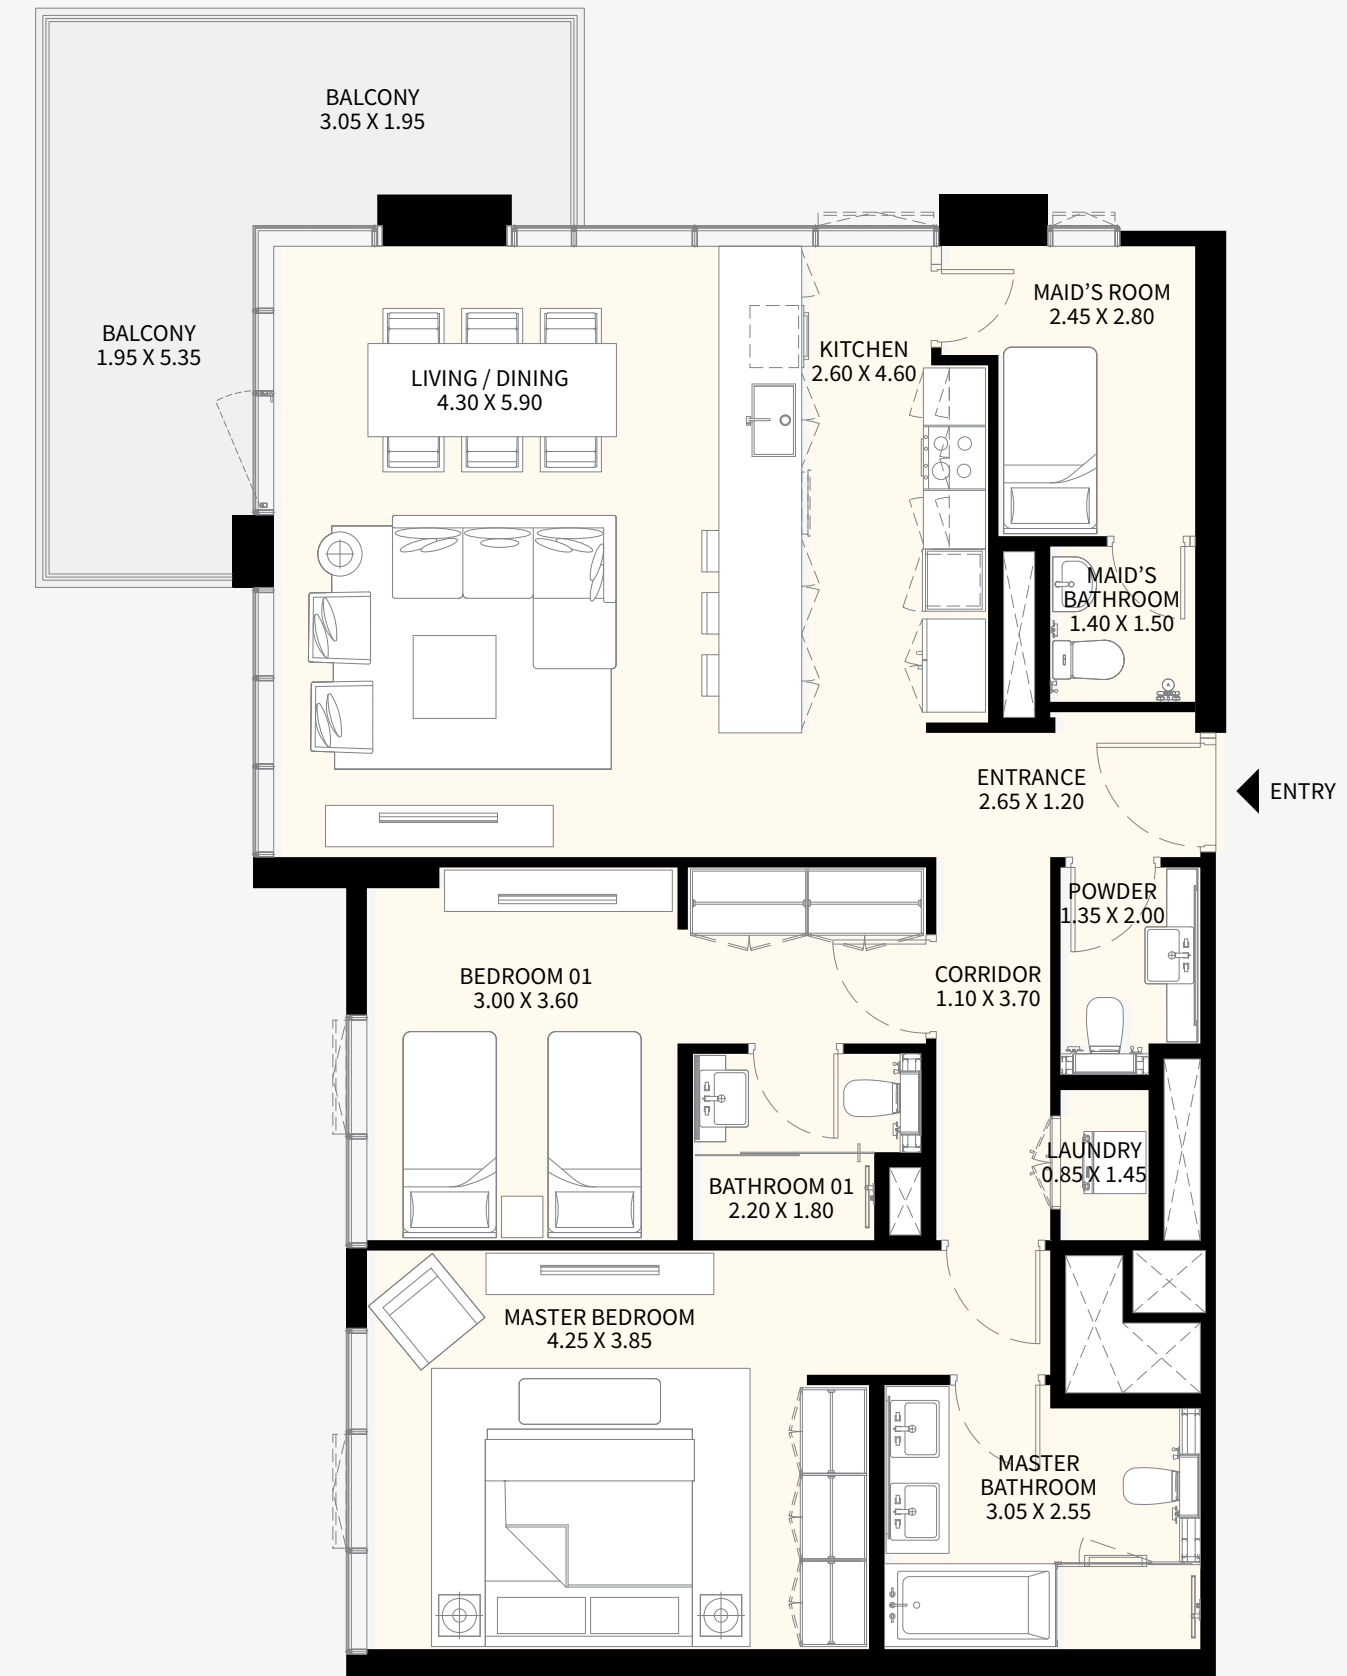 BALCONY
3.05 X 1.95
BALCONY
1.95 X 5.35
LIVING / DINING
4.30 X 5.90
KITCHEN
2.60 X 4.60
MAID’S ROOM
2.45 X 2.80
MAID’S
BATHROOM
1.40 X 1.50
ENTRANCE
2.65 X 1.20
ENTRY
POWDER
1.35 X 2.00
BEDROOM 01
3.00 X 3.60
CORRIDOR
1.10 X 3.70
LAUNDRY
0.85 X 1.45
BATHROOM 01
2.20 X 1.80
MASTER BEDROOM
4.25 X 3.85
MASTER
BATHROOM
3.05 X 2.55